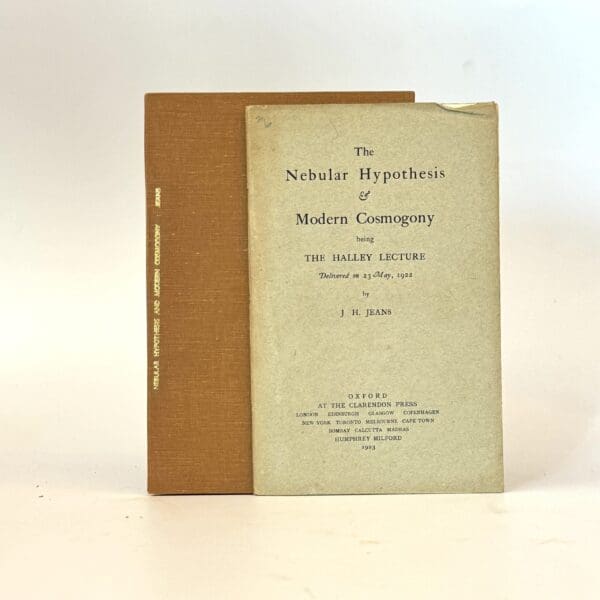 NEBULAR HYPOTHESIS AND MODERN COSMOGONY · JEANS
The
Nebular Hypothesis
&
Modern Cosmogony
being
THE HALLEY LECTURE
Delivered on 23 May, 1922
by
J. H. JEANS
OXFORD
AT THE CLARENDON PRESS
LONDON EDINBURGH GLASGOW COPENHAGEN
NEW YORK TORONTO MELBOURNE CAPE TOWN
BOMBAY CALCUTTA MADRAS
HUMPHREY MILFORD
1923